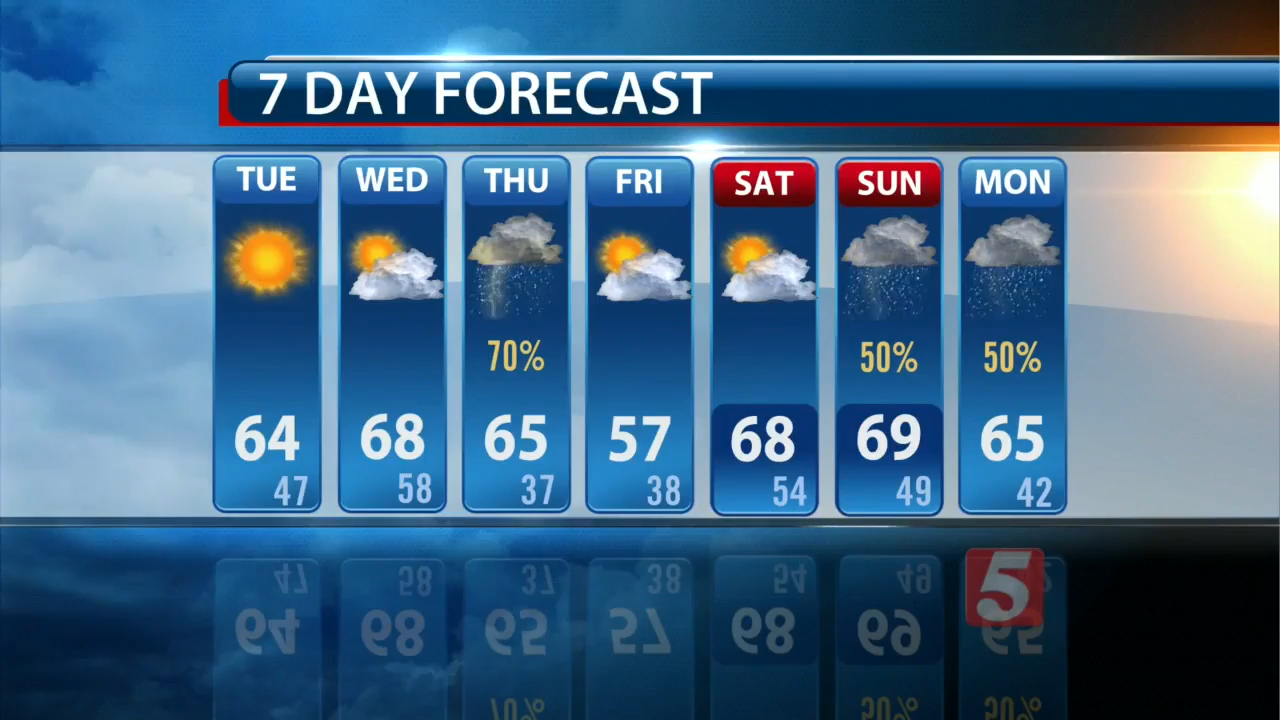 7 DAY FORECAST
TUE WED THU FRI SAT SUN MON
70% 50% 50%
64 68 65 57 68 69 65
47 58 37 38 54 49 42
5